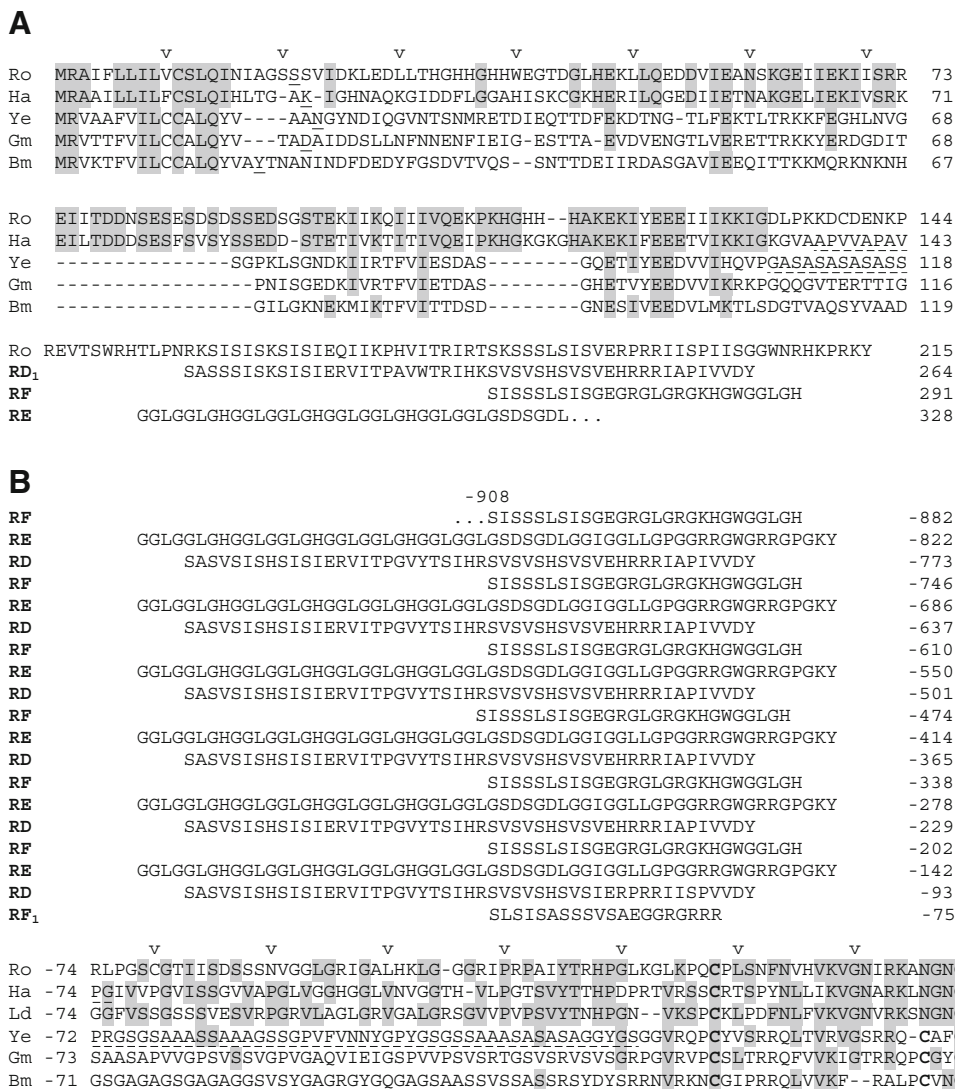 A
v v v v v v v
Ro MRAIFLLILVCSLQINIAGSSSVIDKLEDLLTHGHHGHHWEGTDGLHEKLLQEDDVIEANSKGEIIEKIISRR 73
Ha MRAAILLILFCSLQIHLTG-AK-IGHNAQKGIDDFLGGAHISKCGKHERILQGEDIIETNAKGELIEKIVSRK 71
Ye MRVAAFVILCCALQYV----AANGYNDIQGVNTSNMRETDIEQTTDFEKDTNG-TLFEKTLTRKKFEGHLNVG 68
Gm MRVTTFVILCCALQYV----TADAIDDSLLNFNNENFIEIG-ESTTA-EVDVENGTLVERETTRKKYERDGDIT 68
Bm MRVKTFVILCCALQYVAYTNANINDFDEDYFGSDVTVQS--SNTTDEIIRDASGAVIEEQITTKKMQRKNKNH 67
Ro EIITDDNSESESDSDSSEDSGSTEKIIKQIIIVQEKPKHGHH--HAKEKIYEEEIIIKKIGDLPKKDCDENKP 144
Ha EILTDDDSESFSVSYSSEDD-STETIVKTITIVQEIPKHGKGKGHAKEKIFEEETVIKKIGKGVAAPVVAPAV 143
Ye ---------------SGPKLSGNDKIIRTFVIESDAS--------GQETIYEEDVVIHQVPGASASASASASS 118
Gm -----------------PNISGEDKIVRTFVIETDAS--------GHETVYEEDVVIKRKPGQQGVTERTTIG 116
Bm -----------------GILGKNEKMIKTFVITTDSD--------GNESIVEEDVLMKTLSDGTVAQSYVAAD 119
Ro REVTSWRHTLPNRKSISISKSISIEQIIKPHVITRIRTSKSSSLSISVERPRRIISPIISGGWNRHKPRKY 215
RD₁ SASSSISKSISIERVITPAVWTRIHKSVSVSHSVSVEHRRRIAPIVVDY 264
RF SISISGEGRGLGRGKHGWGGLGH 291
RE GGLGGLGHGGLGGLGHGGLGGLGHGGLGGLGSDSGDL... 328
B
-908
RF ...SISSSLSISGEGRGLGRGKHGWGGLGH -882
RE GGLGGLGHGGLGGLGHGGLGGLGHGGLGGLGSDSGDLGGIGGLLGPGGRRGWGRRGPGKY -822
RD SASVSISHSISIERVITPGVYTSIHRSVSVSHSVSVEHRRRIAPIVVDY -773
RF SISSSLSISGEGRGLGRGKHGWGGLGH -746
RE GGLGGLGHGGLGGLGHGGLGGLGHGGLGGLGSDSGDLGGIGGLLGPGGRRGWGRRGPGKY -686
RD SASVSISHSISIERVITPGVYTSIHRSVSVSHSVSVEHRRRIAPIVVDY -637
RF SISSSLSISGEGRGLGRGKHGWGGLGH -610
RE GGLGGLGHGGLGGLGHGGLGGLGHGGLGGLGSDSGDLGGIGGLLGPGGRRGWGRRGPGKY -550
RD SASVSISHSISIERVITPGVYTSIHRSVSVSHSVSVEHRRRIAPIVVDY -501
RF SISSSLSISGEGRGLGRGKHGWGGLGH -474
RE GGLGGLGHGGLGGLGHGGLGGLGHGGLGGLGSDSGDLGGIGGLLGPGGRRGWGRRGPGKY -414
RD SASVSISHSISIERVITPGVYTSIHRSVSVSHSVSVEHRRRIAPIVVDY -365
RF SISSSLSISGEGRGLGRGKHGWGGLGH -338
RE GGLGGLGHGGLGGLGHGGLGGLGHGGLGGLGSDSGDLGGIGGLLGPGGRRGWGRRGPGKY -278
RD SASVSISHSISIERVITPGVYTSIHRSVSVSHSVSVEHRRRIAPIVVDY -229
RF SISSSLSISGEGRGLGRGKHGWGGLGH -202
RE GGLGGLGHGGLGGLGHGGLGGLGHGGLGGLGSDSGDLGGIGGLLGPGGRRGWGRRGPGKY -142
RD SASVSISHSISIERVITPGVYTSIHRSVSVSHSVSVSIERPRRIISPVVDY -93
RF₁ SLSISASSSVSAEGGRGRRR -75
v v v v v v v
Ro -74 RLPGSCGTIISDSSSNVGGLGRIGALHKLG-GGRIPRPAIYTRHPGLKGLKPQCPLSNFNVHVKVGNIRKANGN
Ha -74 PGIVVPGVISSGVVAPGLVGGHGGLVNVGGTH-VLPGTSVYTTHPDPRTVRSSCRTSPYNLLIKVGNARKLNGN
Ld -74 GGFVSSGSSSVESVRPGRVLAGLGRVGALGRSGVVPVPSVYTNHPGN--VKSPCKLPDFNLFVKVGNVRKSNGN
Ye -72 PRGSGSAAASSAAAGSSGPVFVNNYGPYGSGSSAAASASASAGGYGSGGVRQPCYVSRRQLTVRVGSRRQ-CAF
Gm -73 SAASAPVVGPSVSSVGPVGAQVIEIGSPVVPSVSRTGSVSRVSVSGRPGVRVPCSLTRRQFVVKIGTRRQPCGY
Bm -71 SGAGAGSGAGAGGSVSYGAGRGYGQGAGSAASSVSSASSRSYDYSRRNVRKNCGIPRRQLVVKF--RALPCVN